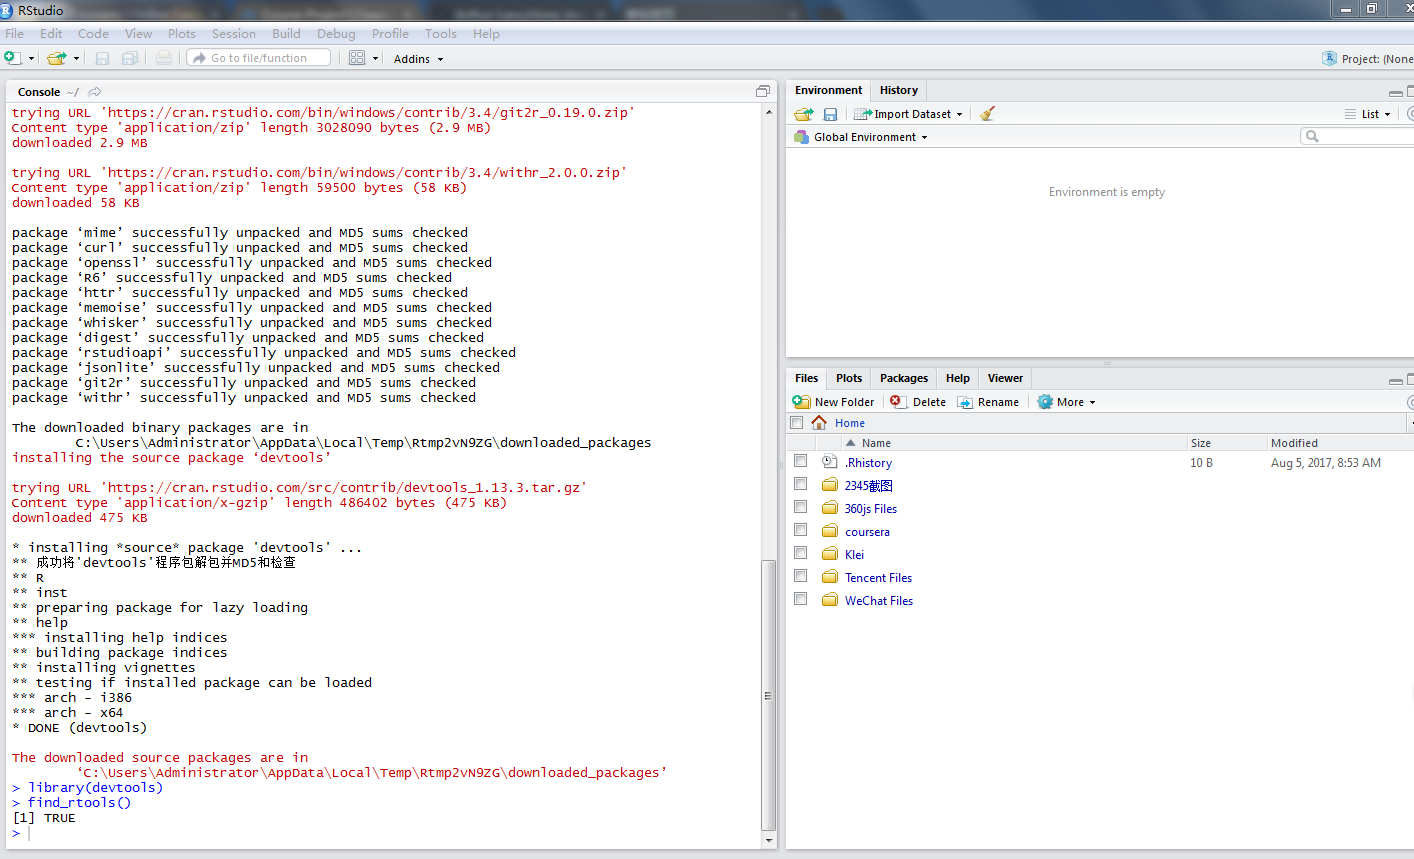 RStudio
File Edit Code View Plots Session Build Debug Profile Tools Help
Go to file/function Addins Project: (None
Console ~/
trying URL 'https://cran.rstudio.com/bin/windows/contrib/3.4/git2r_0.19.0.zip'
Content type 'application/zip' length 3028090 bytes (2.9 MB)
downloaded 2.9 MB
trying URL 'https://cran.rstudio.com/bin/windows/contrib/3.4/withr_2.0.0.zip'
Content type 'application/zip' length 59500 bytes (58 KB)
downloaded 58 KB
package ‘mime’ successfully unpacked and MD5 sums checked
package ‘curl’ successfully unpacked and MD5 sums checked
package ‘openssl’ successfully unpacked and MD5 sums checked
package ‘R6’ successfully unpacked and MD5 sums checked
package ‘httr’ successfully unpacked and MD5 sums checked
package ‘memoise’ successfully unpacked and MD5 sums checked
package ‘whisker’ successfully unpacked and MD5 sums checked
package ‘digest’ successfully unpacked and MD5 sums checked
package ‘rstudioapi’ successfully unpacked and MD5 sums checked
package ‘jsonlite’ successfully unpacked and MD5 sums checked
package ‘git2r’ successfully unpacked and MD5 sums checked
package ‘withr’ successfully unpacked and MD5 sums checked
The downloaded binary packages are in
C:\Users\Administrator\AppData\Local\Temp\Rtmp2vN9ZG\downloaded_packages
installing the source package ‘devtools’
trying URL 'https://cran.rstudio.com/src/contrib/devtools_1.13.3.tar.gz'
Content type 'application/x-gzip' length 486402 bytes (475 KB)
downloaded 475 KB
* installing *source* package 'devtools' ...
** 成功将'devtools'程序包解包并MD5和检查
** R
** inst
** preparing package for lazy loading
** help
*** installing help indices
** building package indices
** installing vignettes
** testing if installed package can be loaded
*** arch - i386
*** arch - x64
* DONE (devtools)
The downloaded source packages are in
‘C:\Users\Administrator\AppData\Local\Temp\Rtmp2vN9ZG\downloaded_packages’
> library(devtools)
> find_rtools()
[1] TRUE
>
Environment History
Import Dataset List
Global Environment
Environment is empty
Files Plots Packages Help Viewer
New Folder Delete Rename More
Home
Name Size Modified
.Rhistory 10 B Aug 5, 2017, 8:53 AM
2345截图
360js Files
coursera
Klei
Tencent Files
WeChat Files